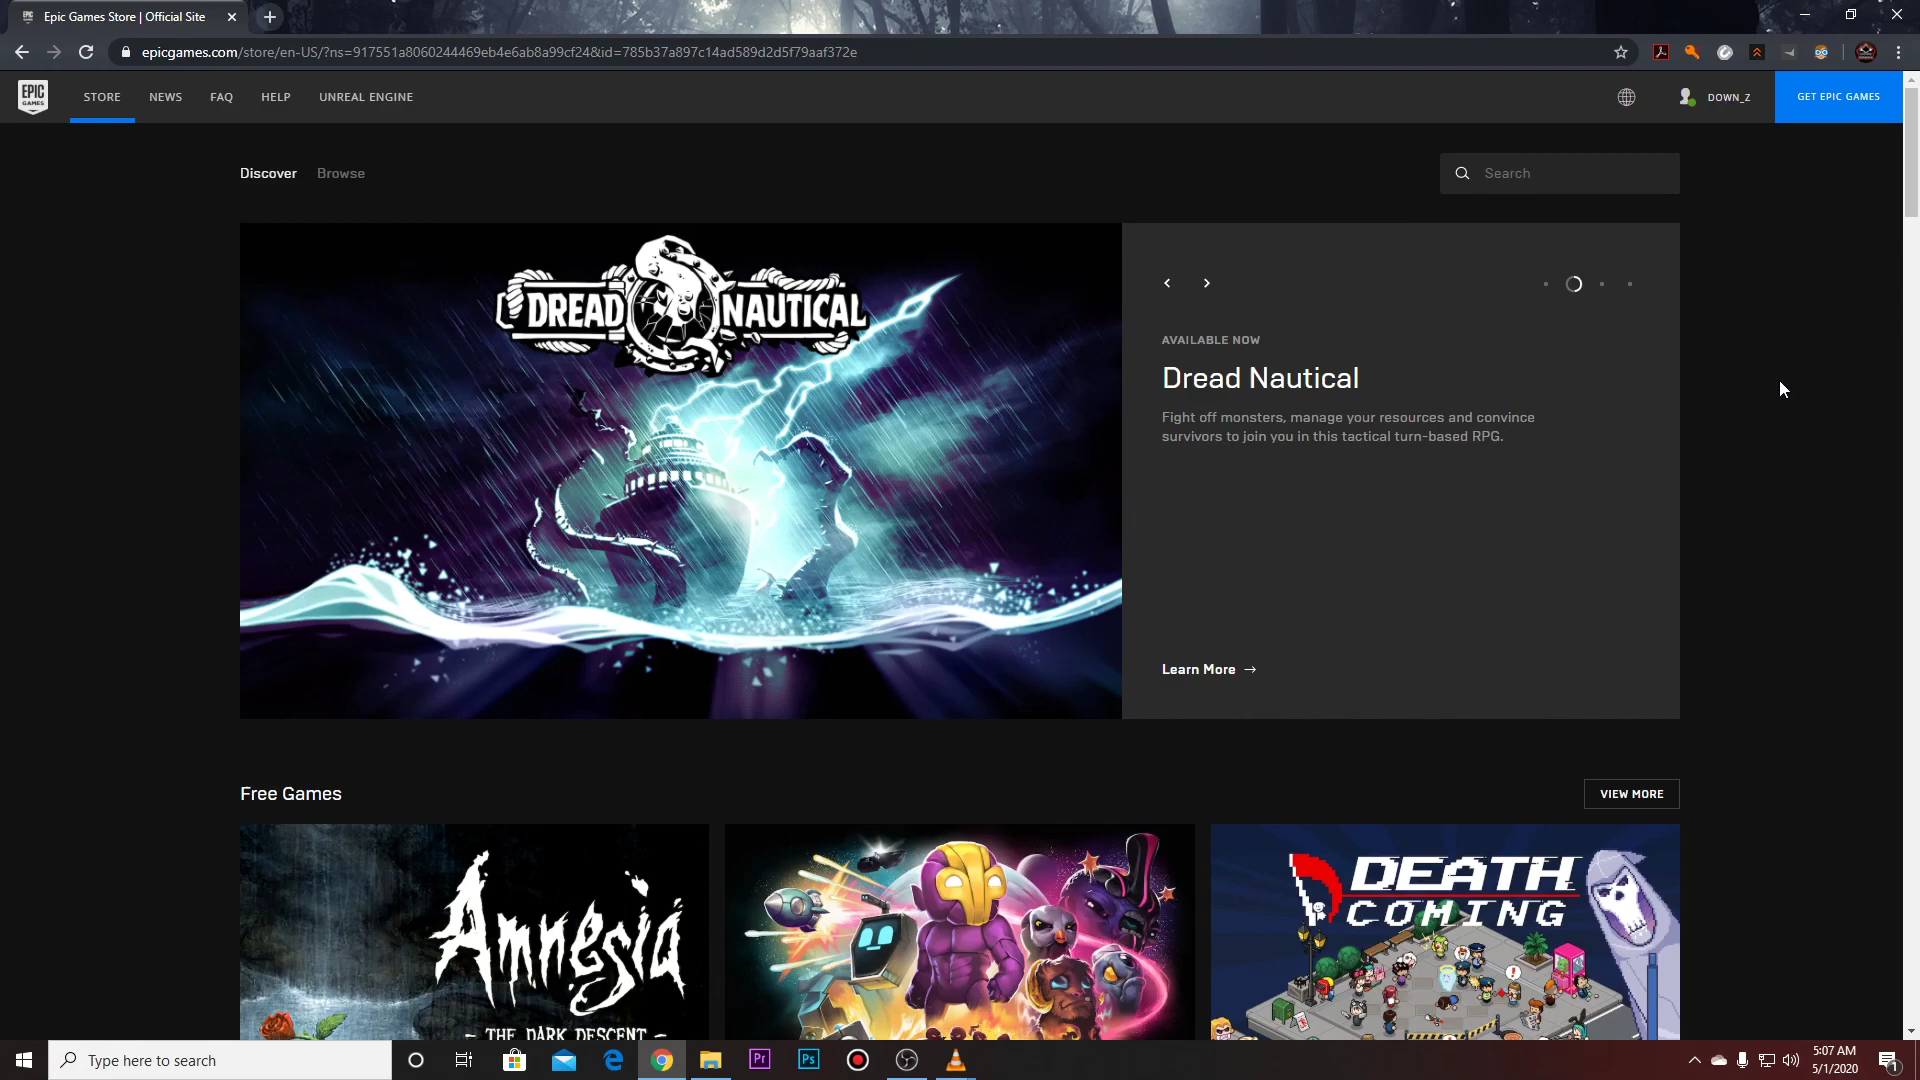 Epic Games Store | Official Site
epicgames.com/store/en-US/?ns=917551a8060244469eb4e6ab8a99cf24&id=785b37a897c14ad589d2d5f79aaf372e
EPIC
GAMES
STORE
NEWS
FAQ
HELP
UNREAL ENGINE
DOWN_Z
GET EPIC GAMES
Discover
Browse
Search
DREAD NAUTICAL
AVAILABLE NOW
Dread Nautical
Fight off monsters, manage your resources and convince
survivors to join you in this tactical turn-based RPG.
Learn More →
Free Games
VIEW MORE
Amnesia
- THE DARK DESCENT -
DEATH
COMING
Type here to search
Pr
Ps
5:07 AM
5/1/2020
1